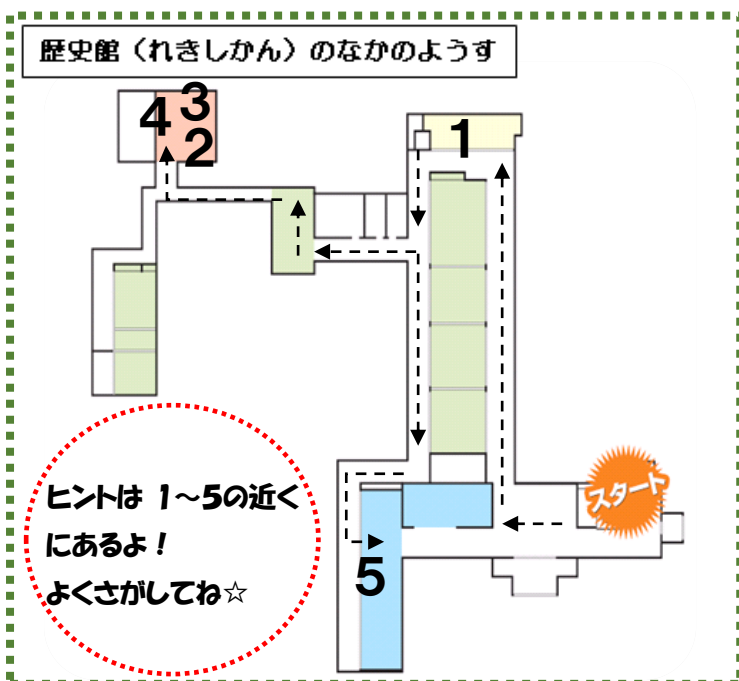 歴史館（れきしかん）のなかのようす
3
4
2
1
スタート
ヒントは 1～5の近く
にあるよ！
よくさがしてね☆
5